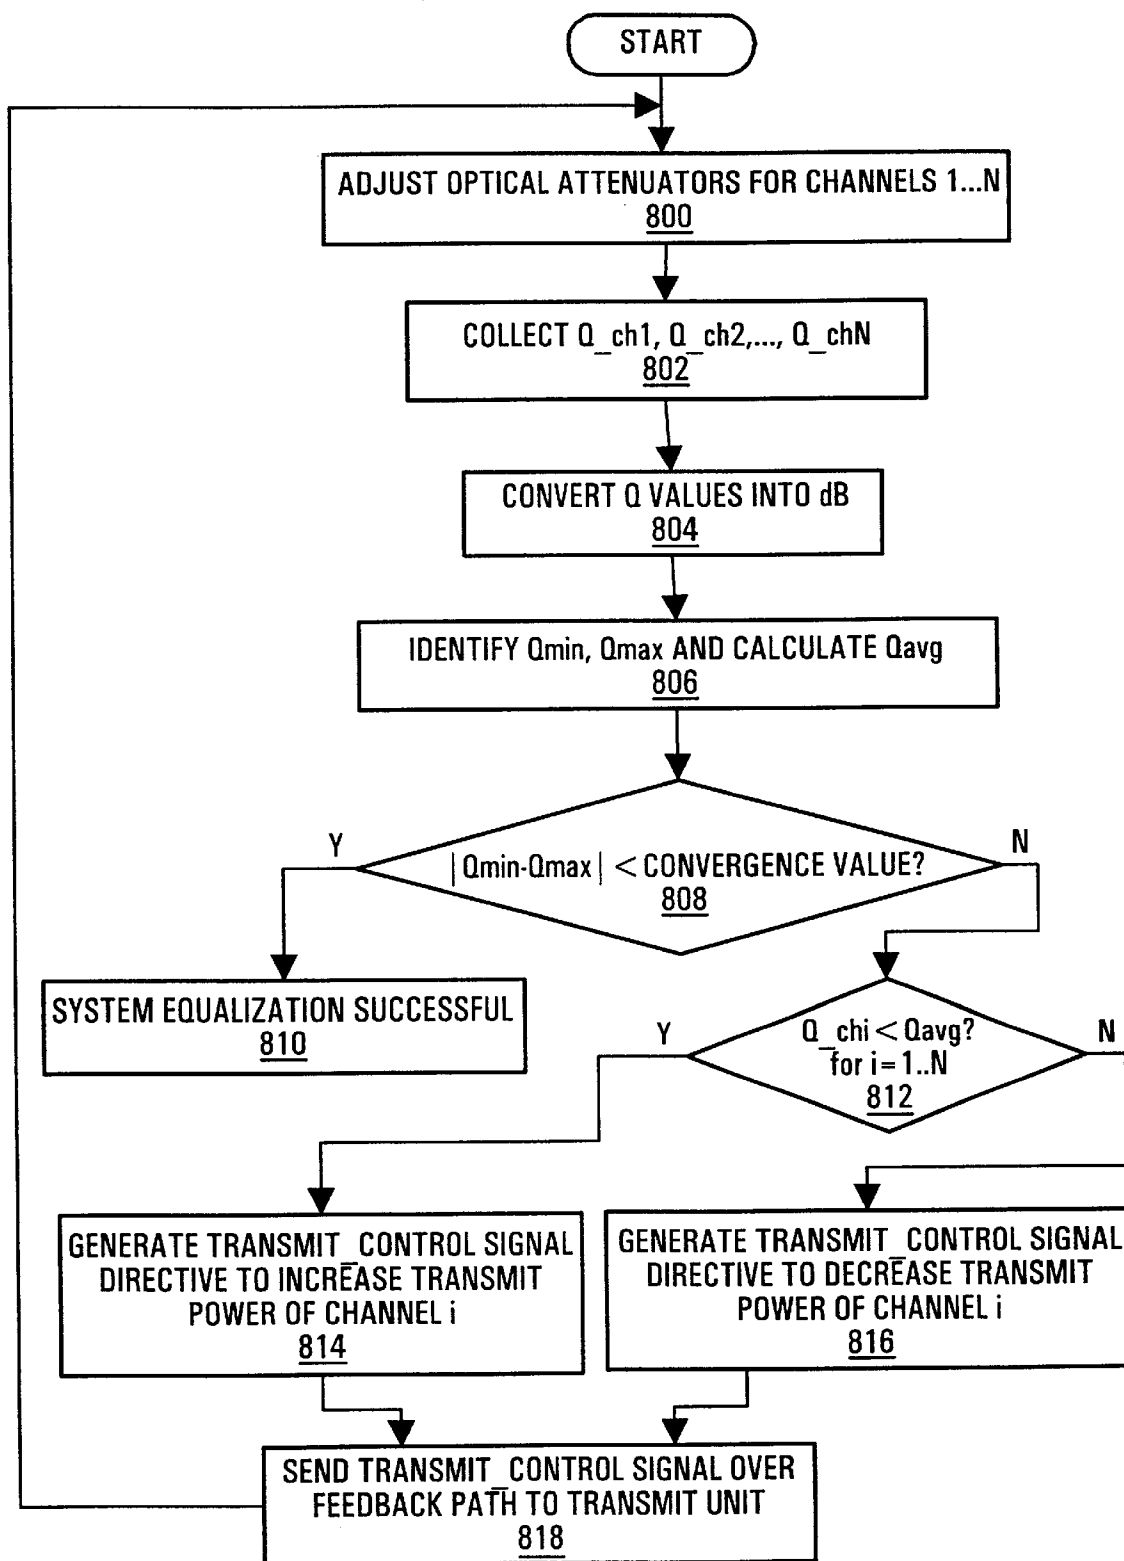 START
ADJUST OPTICAL ATTENUATORS FOR CHANNELS 1...N
800
COLLECT Q_ch1, Q_ch2,..., Q_chN
802
CONVERT Q VALUES INTO dB
804
IDENTIFY Qmin, Qmax AND CALCULATE Qavg
806
Y
N
|Qmin-Qmax| < CONVERGENCE VALUE?
808
SYSTEM EQUALIZATION SUCCESSFUL
810
Y
N
Q_chi < Qavg?
for i=1..N
812
GENERATE TRANSMIT_CONTROL SIGNAL
DIRECTIVE TO INCREASE TRANSMIT
POWER OF CHANNEL i
814
GENERATE TRANSMIT_CONTROL SIGNAL
DIRECTIVE TO DECREASE TRANSMIT
POWER OF CHANNEL i
816
SEND TRANSMIT_CONTROL SIGNAL OVER
FEEDBACK PATH TO TRANSMIT UNIT
818